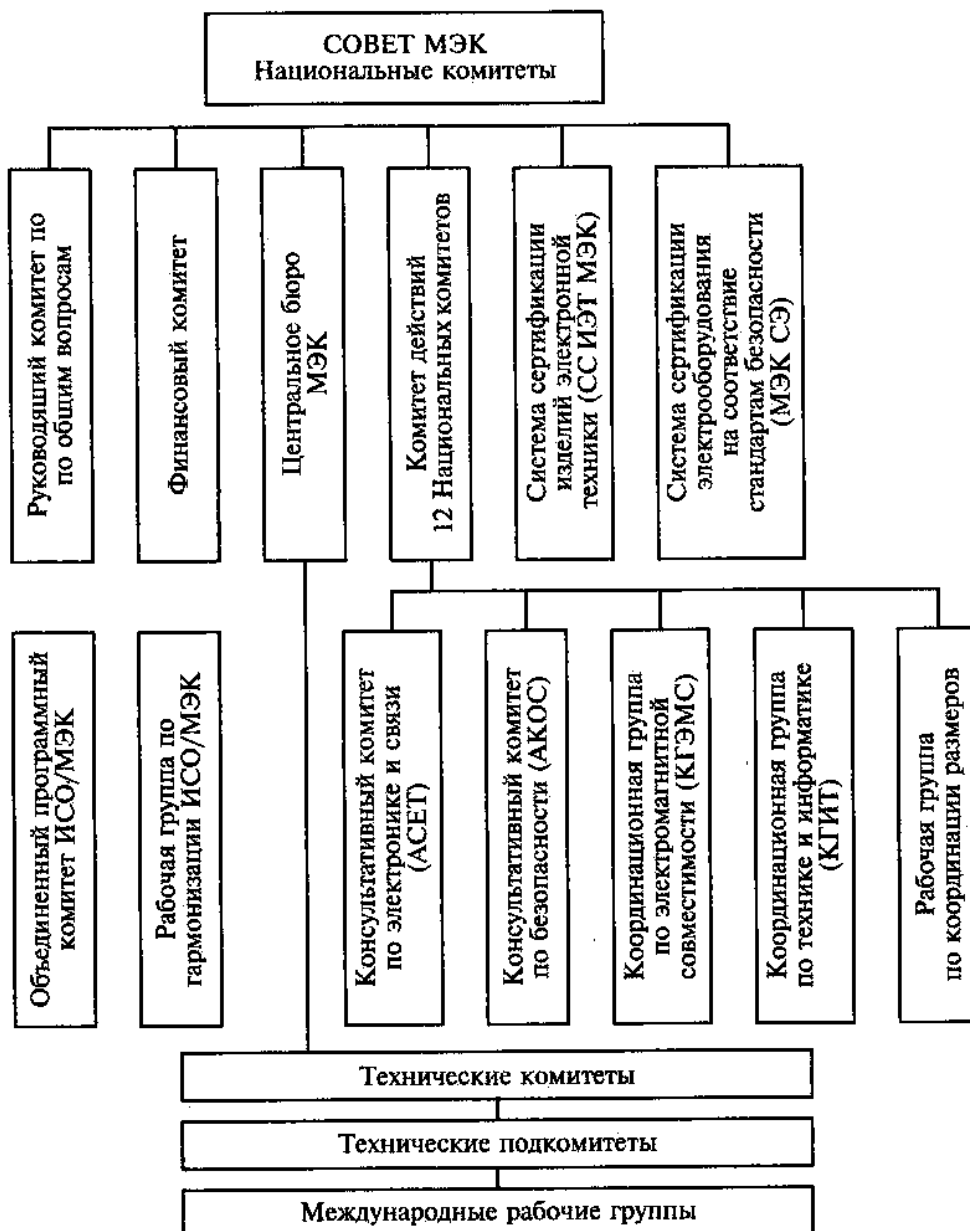 СОВЕТ МЭК
Национальные комитеты
Руководящий комитет по
по общим вопросам
Финансовый комитет
Центральное бюро
МЭК
Комитет действий
12 Национальных комитетов
Система сертификации
изделий электронной
техники (СС ИЭТ МЭК)
Система сертификации
электрооборудования
на соответствие
стандартам безопасности
(МЭК СЭ)
Объединенный программный
комитет ИСО/МЭК
Рабочая группа по
гармонизации ИСО/МЭК
Консультативный комитет
по электронике и связи
(АСЕТ)
Консультативный комитет
по безопасности (АКОС)
Координационная группа
по электромагнитной
совместимости (КГЭМС)
Координационная группа
по технике и информатике
(КГИТ)
Рабочая группа
по координации размеров
Технические комитеты
Технические подкомитеты
Международные рабочие группы